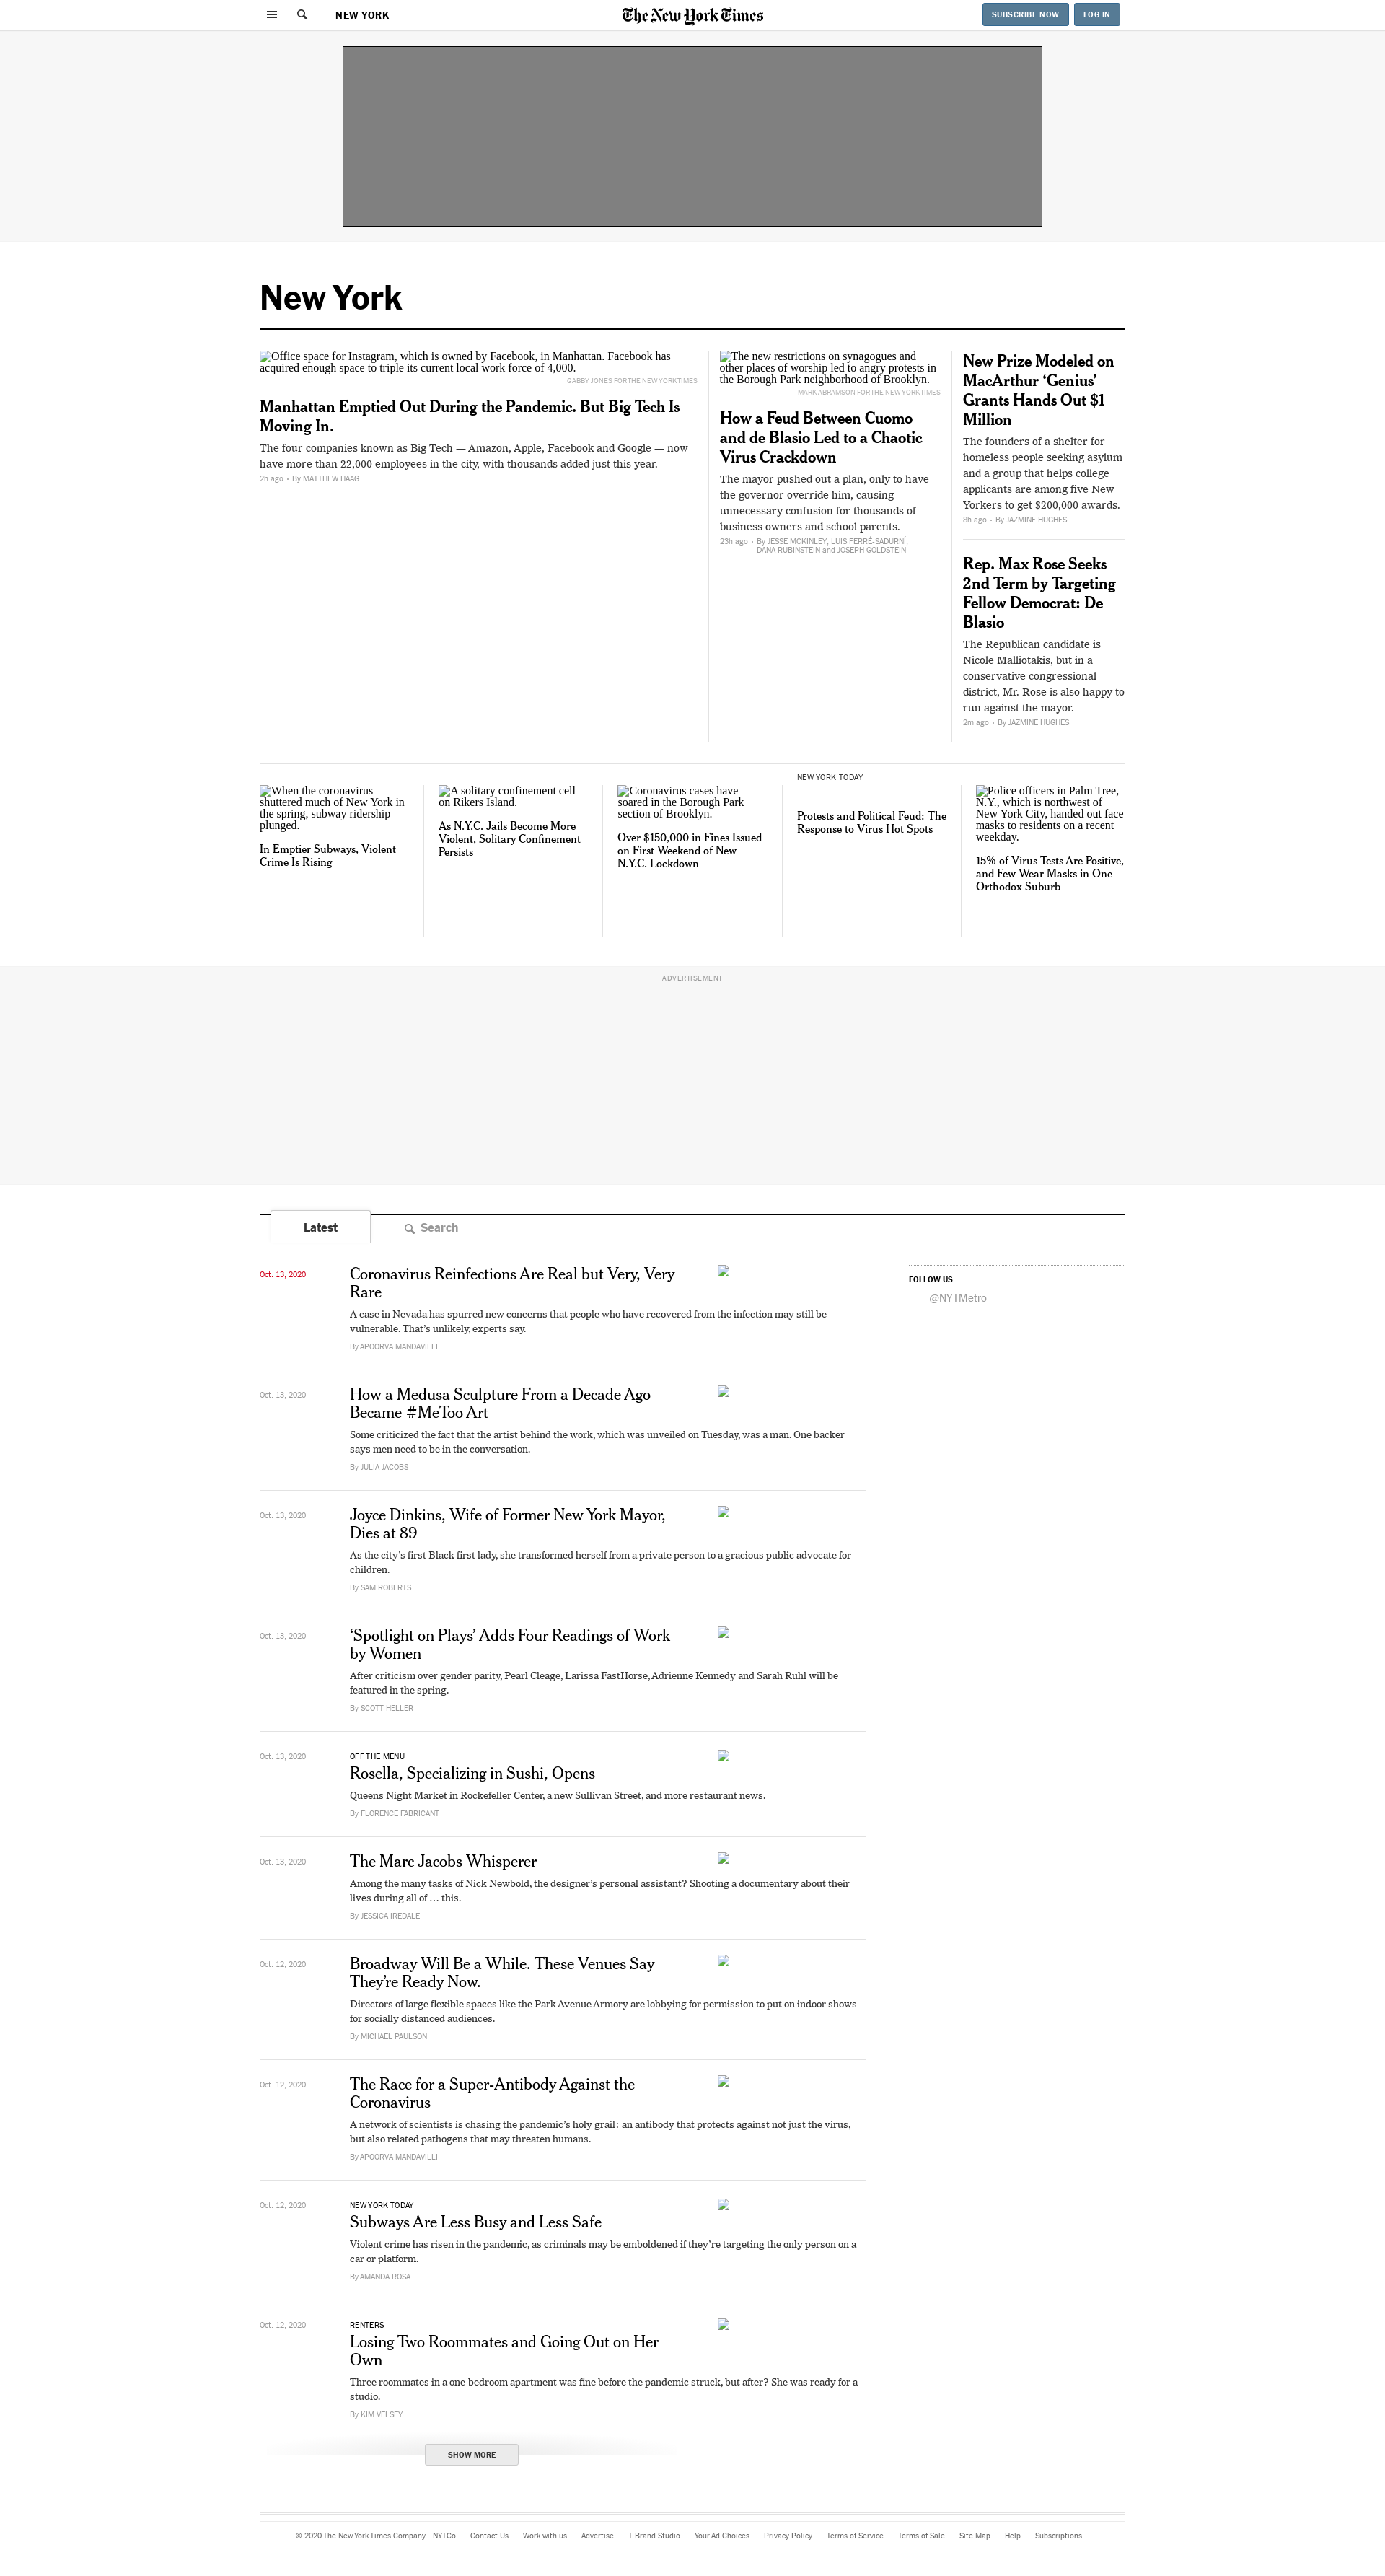 NEW YORK
The New York Times
SUBSCRIBE NOW
LOG IN
New York
Office space for Instagram, which is owned by Facebook, in Manhattan. Facebook has
acquired enough space to triple its current local work force of 4,000.
GABBY JONES FOR THE NEW YORK TIMES
Manhattan Emptied Out During the Pandemic. But Big Tech Is
Moving In.
The four companies known as Big Tech — Amazon, Apple, Facebook and Google — now
have more than 22,000 employees in the city, with thousands added just this year.
2h ago • By MATTHEW HAAG
The new restrictions on synagogues and
other places of worship led to angry protests in
the Borough Park neighborhood of Brooklyn.
MARK ABRAMSON FOR THE NEW YORK TIMES
How a Feud Between Cuomo
and de Blasio Led to a Chaotic
Virus Crackdown
The mayor pushed out a plan, only to have
the governor override him, causing
unnecessary confusion for thousands of
business owners and school parents.
23h ago • By JESSE MCKINLEY, LUIS FERRÉ-SADURNÍ,
DANA RUBINSTEIN and JOSEPH GOLDSTEIN
New Prize Modeled on
MacArthur ‘Genius’
Grants Hands Out $1
Million
The founders of a shelter for
homeless people seeking asylum
and a group that helps college
applicants are among five New
Yorkers to get $200,000 awards.
8h ago • By JAZMINE HUGHES
Rep. Max Rose Seeks
2nd Term by Targeting
Fellow Democrat: De
Blasio
The Republican candidate is
Nicole Malliotakis, but in a
conservative congressional
district, Mr. Rose is also happy to
run against the mayor.
2m ago • By JAZMINE HUGHES
When the coronavirus
shuttered much of New York in
the spring, subway ridership
plunged.
In Emptier Subways, Violent
Crime Is Rising
A solitary confinement cell
on Rikers Island.
As N.Y.C. Jails Become More
Violent, Solitary Confinement
Persists
Coronavirus cases have
soared in the Borough Park
section of Brooklyn.
Over $150,000 in Fines Issued
on First Weekend of New
N.Y.C. Lockdown
NEW YORK TODAY
Protests and Political Feud: The
Response to Virus Hot Spots
Police officers in Palm Tree,
N.Y., which is northwest of
New York City, handed out face
masks to residents on a recent
weekday.
15% of Virus Tests Are Positive,
and Few Wear Masks in One
Orthodox Suburb
ADVERTISEMENT
Latest
Search
Oct. 13, 2020
Coronavirus Reinfections Are Real but Very, Very
Rare
A case in Nevada has spurred new concerns that people who have recovered from the infection may still be
vulnerable. That’s unlikely, experts say.
By APOORVA MANDAVILLI
FOLLOW US
@NYTMetro
Oct. 13, 2020
How a Medusa Sculpture From a Decade Ago
Became #MeToo Art
Some criticized the fact that the artist behind the work, which was unveiled on Tuesday, was a man. One backer
says men need to be in the conversation.
By JULIA JACOBS
Oct. 13, 2020
Joyce Dinkins, Wife of Former New York Mayor,
Dies at 89
As the city’s first Black first lady, she transformed herself from a private person to a gracious public advocate for
children.
By SAM ROBERTS
Oct. 13, 2020
‘Spotlight on Plays’ Adds Four Readings of Work
by Women
After criticism over gender parity, Pearl Cleage, Larissa FastHorse, Adrienne Kennedy and Sarah Ruhl will be
featured in the spring.
By SCOTT HELLER
Oct. 13, 2020
OFF THE MENU
Rosella, Specializing in Sushi, Opens
Queens Night Market in Rockefeller Center, a new Sullivan Street, and more restaurant news.
By FLORENCE FABRICANT
Oct. 13, 2020
The Marc Jacobs Whisperer
Among the many tasks of Nick Newbold, the designer’s personal assistant? Shooting a documentary about their
lives during all of … this.
By JESSICA IREDALE
Oct. 12, 2020
Broadway Will Be a While. These Venues Say
They’re Ready Now.
Directors of large flexible spaces like the Park Avenue Armory are lobbying for permission to put on indoor shows
for socially distanced audiences.
By MICHAEL PAULSON
Oct. 12, 2020
The Race for a Super-Antibody Against the
Coronavirus
A network of scientists is chasing the pandemic’s holy grail: an antibody that protects against not just the virus,
but also related pathogens that may threaten humans.
By APOORVA MANDAVILLI
Oct. 12, 2020
NEW YORK TODAY
Subways Are Less Busy and Less Safe
Violent crime has risen in the pandemic, as criminals may be emboldened if they’re targeting the only person on a
car or platform.
By AMANDA ROSA
Oct. 12, 2020
RENTERS
Losing Two Roommates and Going Out on Her
Own
Three roommates in a one-bedroom apartment was fine before the pandemic struck, but after? She was ready for a
studio.
By KIM VELSEY
SHOW MORE
© 2020 The New York Times Company NYTCo Contact Us Work with us Advertise T Brand Studio Your Ad Choices Privacy Policy Terms of Service Terms of Sale Site Map Help Subscriptions